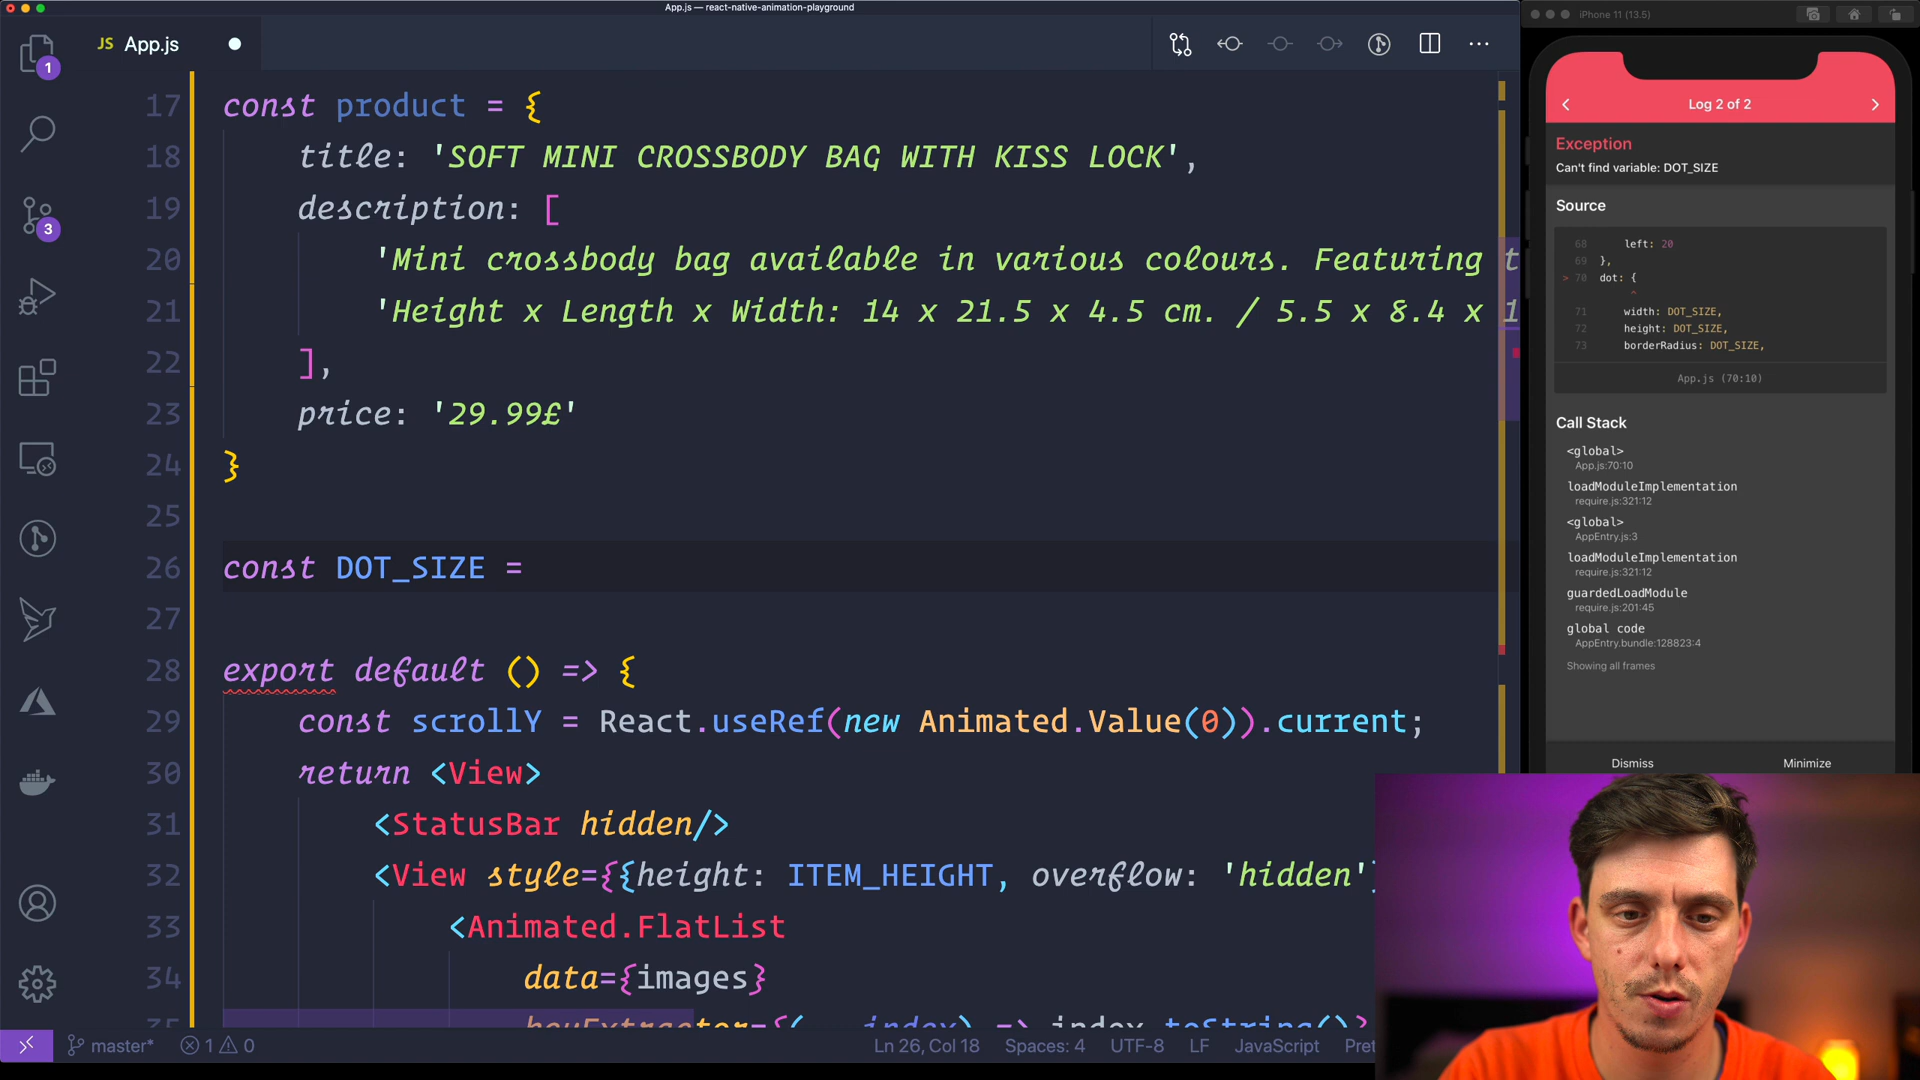 App.js — react-native-animation-playground
JS App.js
1
3
17 const product = {
18 title: 'SOFT MINI CROSSBODY BAG WITH KISS LOCK',
19 description: [
20 'Mini crossbody bag available in various colours. Featuring t
21 'Height x Length x Width: 14 x 21.5 x 4.5 cm. / 5.5 x 8.4 x 1
22 ],
23 price: '29.99£'
24 }
25
26 const DOT_SIZE =
27
28 export default () => {
29 const scrollY = React.useRef(new Animated.Value(0)).current;
30 return <View>
31 <StatusBar hidden/>
32 <View style={{height: ITEM_HEIGHT, overflow: 'hidden'}
33 <Animated.FlatList
34 data={images}
35 keyExtractor={(_, index) => index.toString()}
master* 1 0
Ln 26, Col 18 Spaces: 4 UTF-8 LF JavaScript
iPhone 11 (13.5)
Log 2 of 2
Exception
Can't find variable: DOT_SIZE
Source
68 left: 20
69 },
> 70 dot: {
^
71 width: DOT_SIZE,
72 height: DOT_SIZE,
73 borderRadius: DOT_SIZE,
App.js (70:10)
Call Stack
<global>
App.js:70:10
loadModuleImplementation
require.js:321:12
<global>
AppEntry.js:3
loadModuleImplementation
require.js:321:12
guardedLoadModule
require.js:201:45
global code
AppEntry.bundle:128823:4
Showing all frames
Dismiss Minimize